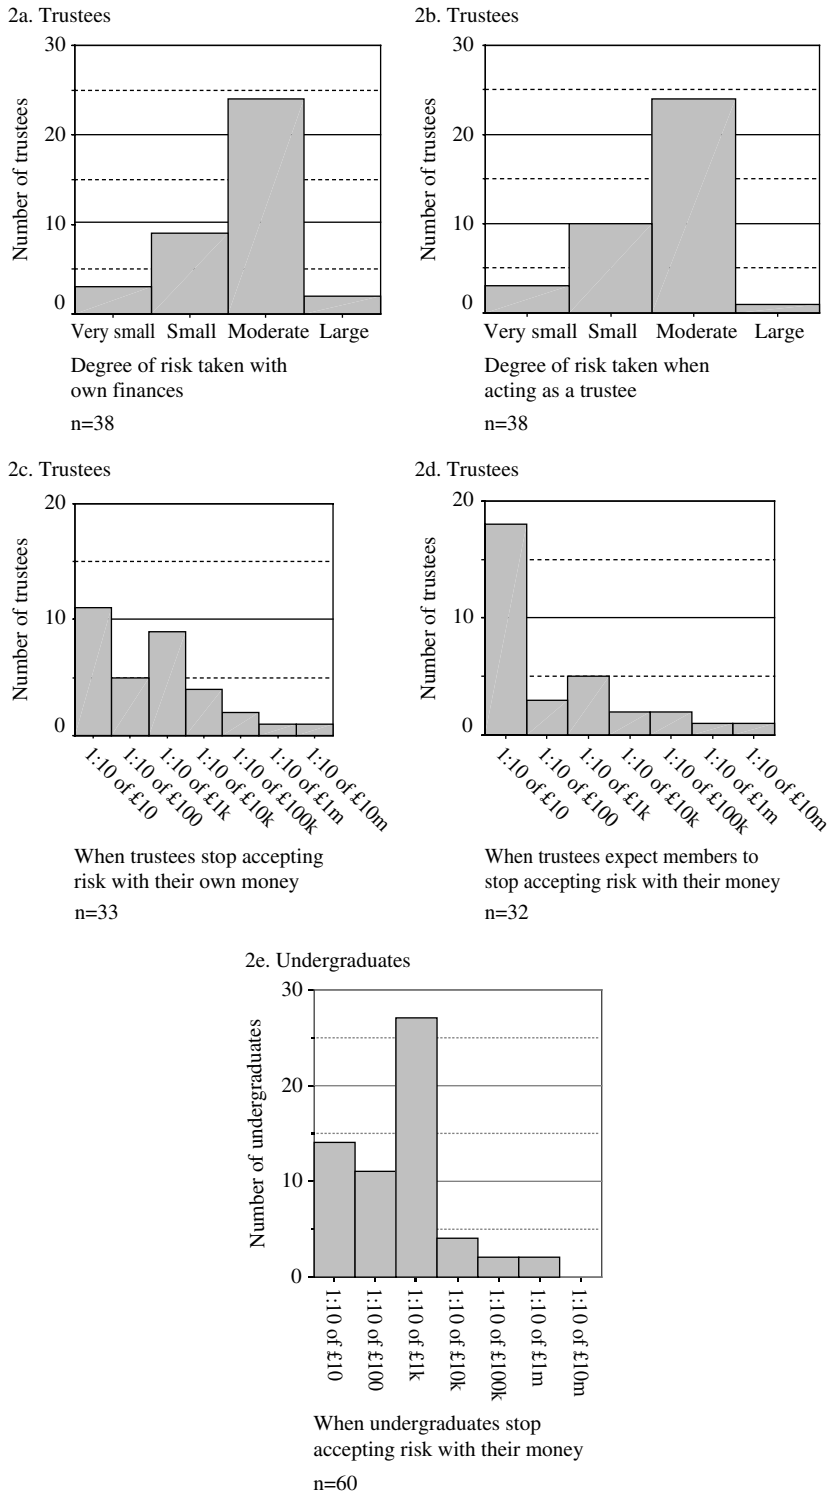 2a. Trustees
30
20
10
0
Number of trustees
Very small Small Moderate Large
Degree of risk taken with
own finances
n=38
2b. Trustees
30
20
10
0
Number of trustees
Very small Small Moderate Large
Degree of risk taken when
acting as a trustee
n=38
2c. Trustees
20
10
0
Number of trustees
1:10 of £10
1:10 of £100
1:10 of £1k
1:10 of £10k
1:10 of £100k
1:10 of £1m
1:10 of £10m
When trustees stop accepting
risk with their own money
n=33
2d. Trustees
20
10
0
Number of trustees
1:10 of £10
1:10 of £100
1:10 of £1k
1:10 of £10k
1:10 of £100k
1:10 of £1m
1:10 of £10m
When trustees expect members to
stop accepting risk with their money
n=32
2e. Undergraduates
30
20
10
0
Number of undergraduates
1:10 of £10
1:10 of £100
1:10 of £1k
1:10 of £10k
1:10 of £100k
1:10 of £1m
1:10 of £10m
When undergraduates stop
accepting risk with their money
n=60